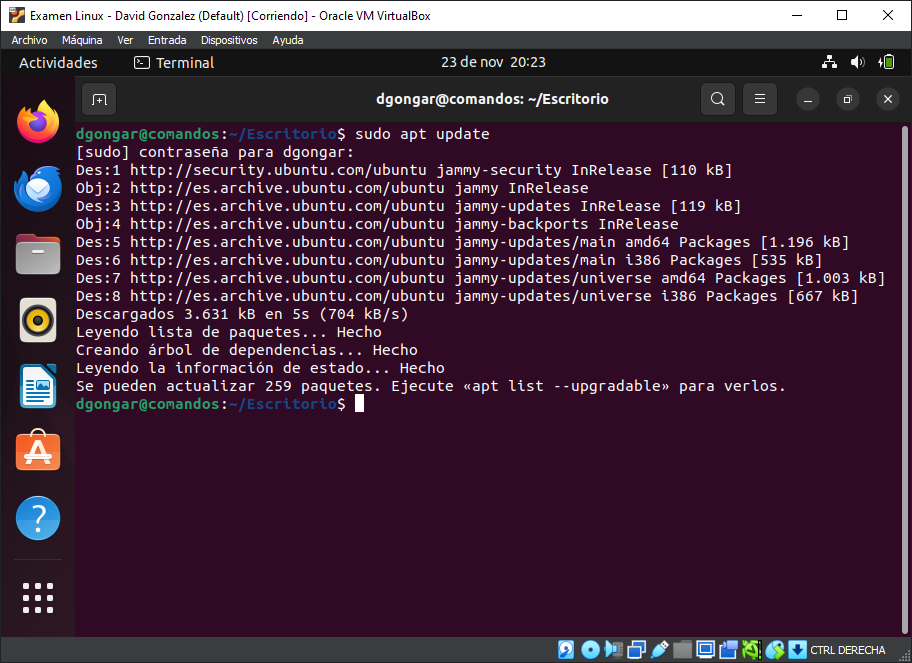 Examen Linux - David Gonzalez (Default) [Corriendo] - Oracle VM VirtualBox
Archivo Máquina Ver Entrada Dispositivos Ayuda
Actividades Terminal 23 de nov 20:23
dgongar@comandos: ~/Escritorio
dgongar@comandos:~/Escritorio$ sudo apt update
[sudo] contraseña para dgongar:
Des:1 http://security.ubuntu.com/ubuntu jammy-security InRelease [110 kB]
Obj:2 http://es.archive.ubuntu.com/ubuntu jammy InRelease
Des:3 http://es.archive.ubuntu.com/ubuntu jammy-updates InRelease [119 kB]
Obj:4 http://es.archive.ubuntu.com/ubuntu jammy-backports InRelease
Des:5 http://es.archive.ubuntu.com/ubuntu jammy-updates/main amd64 Packages [1.196 kB]
Des:6 http://es.archive.ubuntu.com/ubuntu jammy-updates/main i386 Packages [535 kB]
Des:7 http://es.archive.ubuntu.com/ubuntu jammy-updates/universe amd64 Packages [1.003 kB]
Des:8 http://es.archive.ubuntu.com/ubuntu jammy-updates/universe i386 Packages [667 kB]
Descargados 3.631 kB en 5s (704 kB/s)
Leyendo lista de paquetes... Hecho
Creando árbol de dependencias... Hecho
Leyendo la información de estado... Hecho
Se pueden actualizar 259 paquetes. Ejecute «apt list --upgradable» para verlos.
dgongar@comandos:~/Escritorio$
CTRL DERECHA